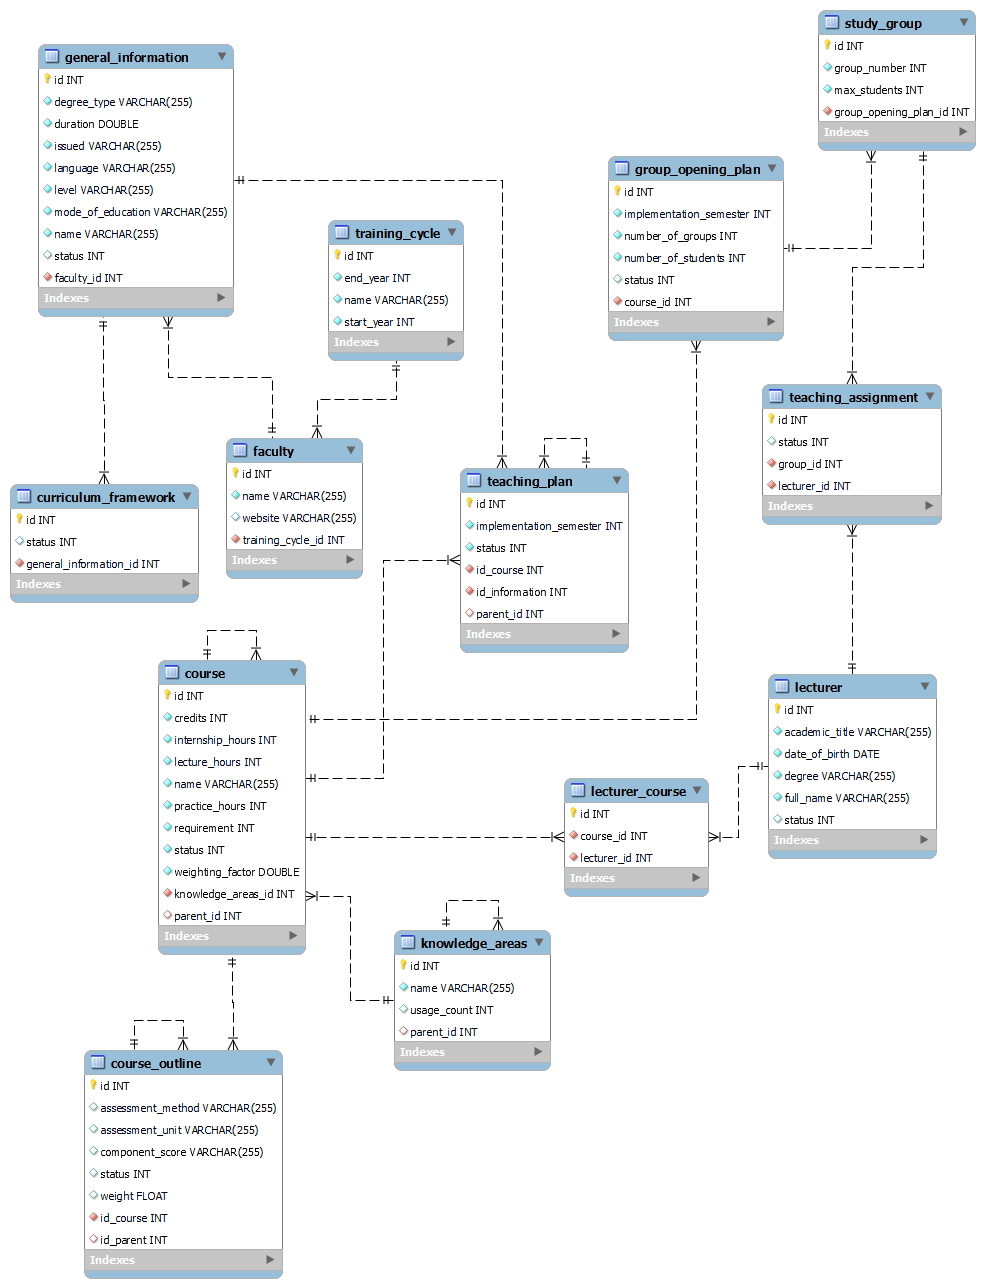 study_group
id INT
group_number INT
max_students INT
group_opening_plan_id INT
Indexes
general_information
id INT
degree_type VARCHAR(255)
duration DOUBLE
issued VARCHAR(255)
language VARCHAR(255)
level VARCHAR(255)
mode_of_education VARCHAR(255)
name VARCHAR(255)
status INT
faculty_id INT
Indexes
group_opening_plan
id INT
implementation_semester INT
number_of_groups INT
number_of_students INT
status INT
course_id INT
Indexes
training_cycle
id INT
end_year INT
name VARCHAR(255)
start_year INT
Indexes
teaching_assignment
id INT
status INT
group_id INT
lecturer_id INT
Indexes
faculty
id INT
name VARCHAR(255)
website VARCHAR(255)
training_cycle_id INT
Indexes
teaching_plan
id INT
implementation_semester INT
status INT
id_course INT
id_information INT
parent_id INT
Indexes
curriculum_framework
id INT
status INT
general_information_id INT
Indexes
course
id INT
credits INT
internship_hours INT
lecture_hours INT
name VARCHAR(255)
practice_hours INT
requirement INT
status INT
weighting_factor DOUBLE
knowledge_areas_id INT
parent_id INT
Indexes
lecturer
id INT
academic_title VARCHAR(255)
date_of_birth DATE
degree VARCHAR(255)
full_name VARCHAR(255)
status INT
Indexes
lecturer_course
id INT
course_id INT
lecturer_id INT
Indexes
knowledge_areas
id INT
name VARCHAR(255)
usage_count INT
parent_id INT
Indexes
course_outline
id INT
assessment_method VARCHAR(255)
assessment_unit VARCHAR(255)
component_score VARCHAR(255)
status INT
weight FLOAT
id_course INT
id_parent INT
Indexes